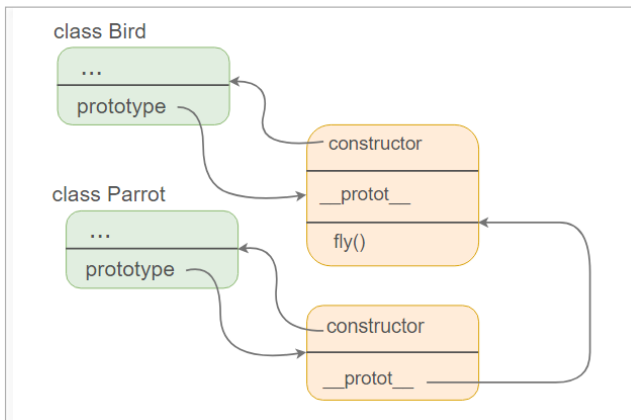 class Bird
...
prototype
constructor
__protot__
fly()
class Parrot
...
prototype
constructor
__protot__